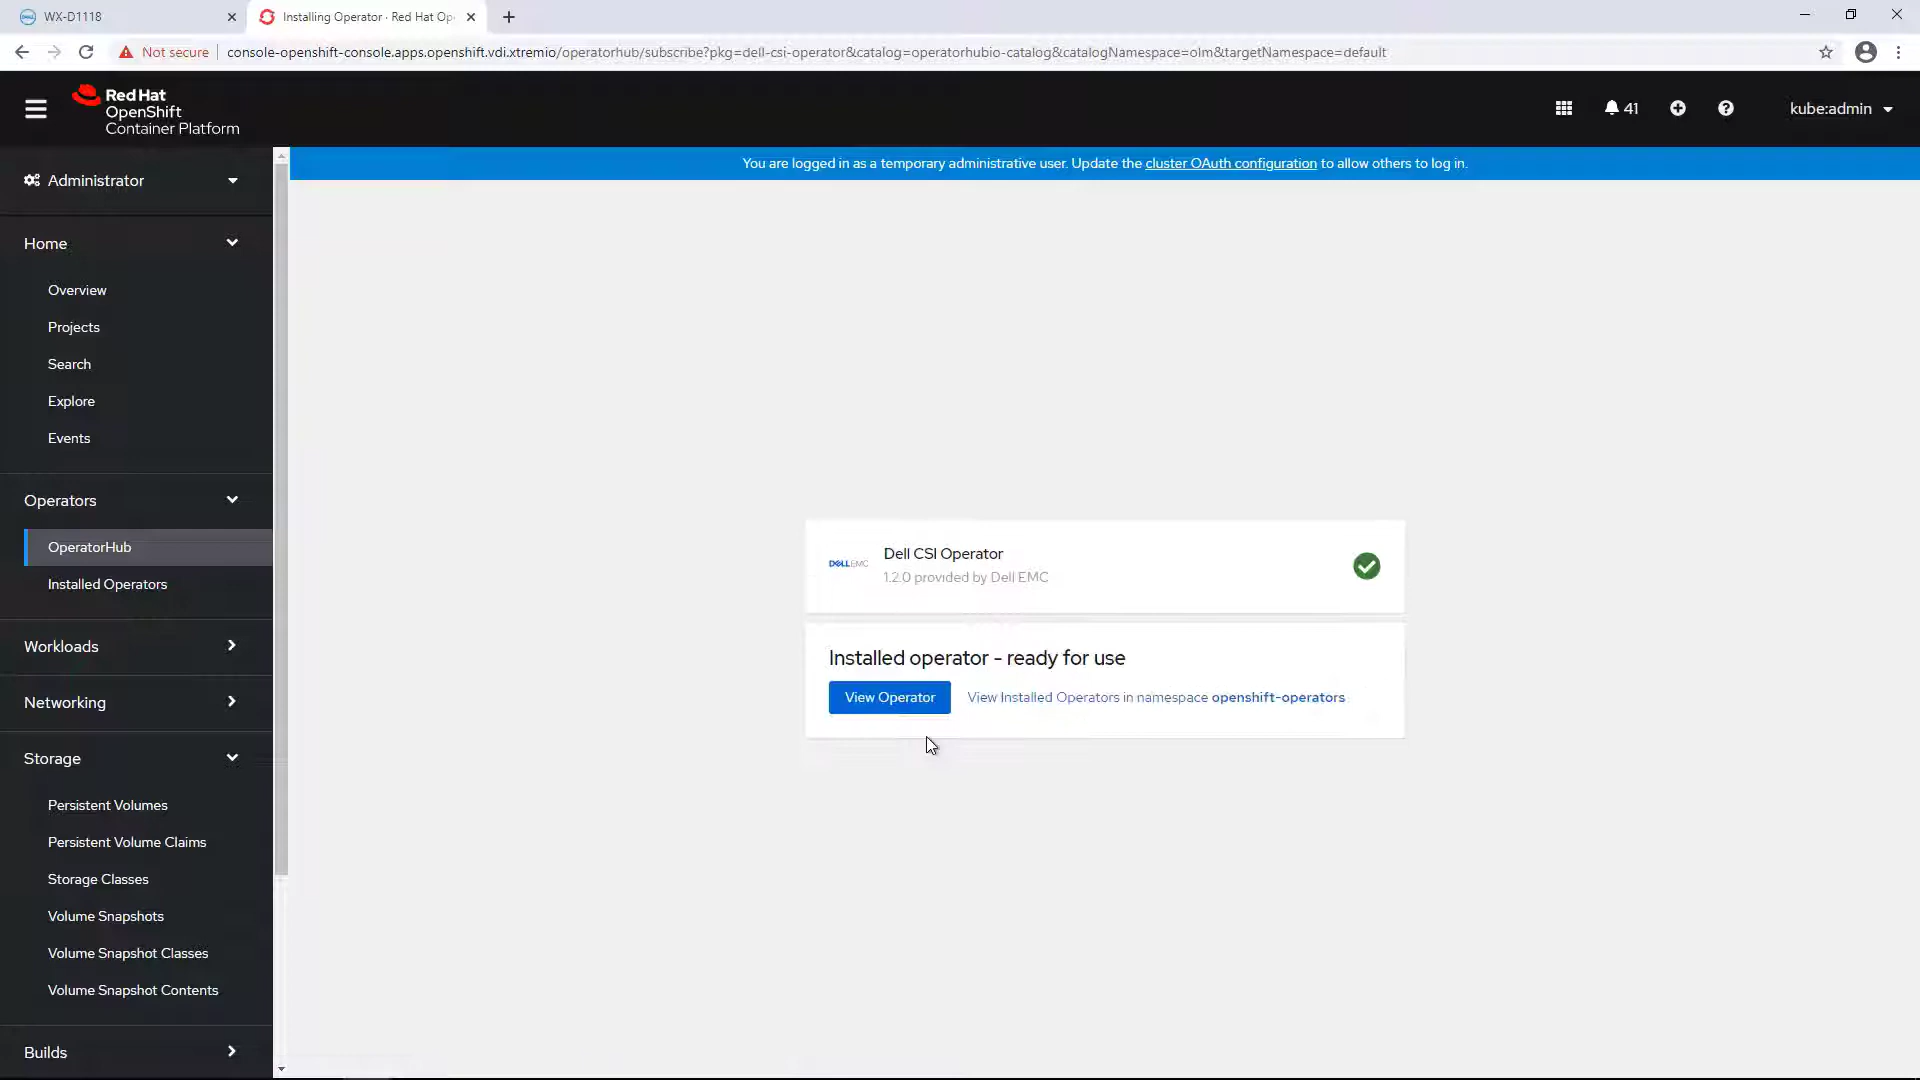 WX-D1118
Installing Operator · Red Hat Op
Not secure
console-openshift-console.apps.openshift.vdi.xtremio/operatorhub/subscribe?pkg=dell-csi-operator&catalog=operatorhubio-catalog&catalogNamespace=olm&targetNamespace=default
Red Hat
OpenShift
Container Platform
41
kube:admin
You are logged in as a temporary administrative user. Update the cluster OAuth configuration to allow others to log in.
Administrator
Home
Overview
Projects
Search
Explore
Events
Operators
OperatorHub
Installed Operators
Workloads
Networking
Storage
Persistent Volumes
Persistent Volume Claims
Storage Classes
Volume Snapshots
Volume Snapshot Classes
Volume Snapshot Contents
Builds
DELL EMC
Dell CSI Operator
1.2.0 provided by Dell EMC
Installed operator - ready for use
View Operator
View Installed Operators in namespace openshift-operators